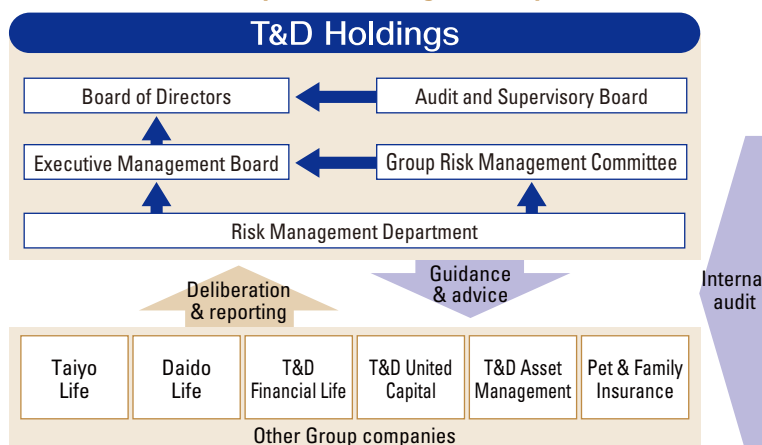 T&D Holdings
Board of Directors
Audit and Supervisory Board
Executive Management Board
Group Risk Management Committee
Risk Management Department
Deliberation
& reporting
Guidance
& advice
Interna
audit
Taiyo
Life
Daido
Life
T&D
Financial Life
T&D United
Capital
T&D Asset
Management
Pet & Family
Insurance
Other Group companies